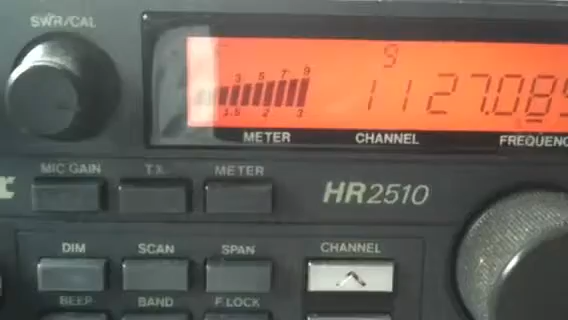 SWR/CAL
9
3 5 7 9
11 27.085
1.5 2 3
METER CHANNEL FREQUENC
MIC GAIN TX METER
HR2510
DIM SCAN SPAN CHANNEL
BEEP BAND F.LOCK